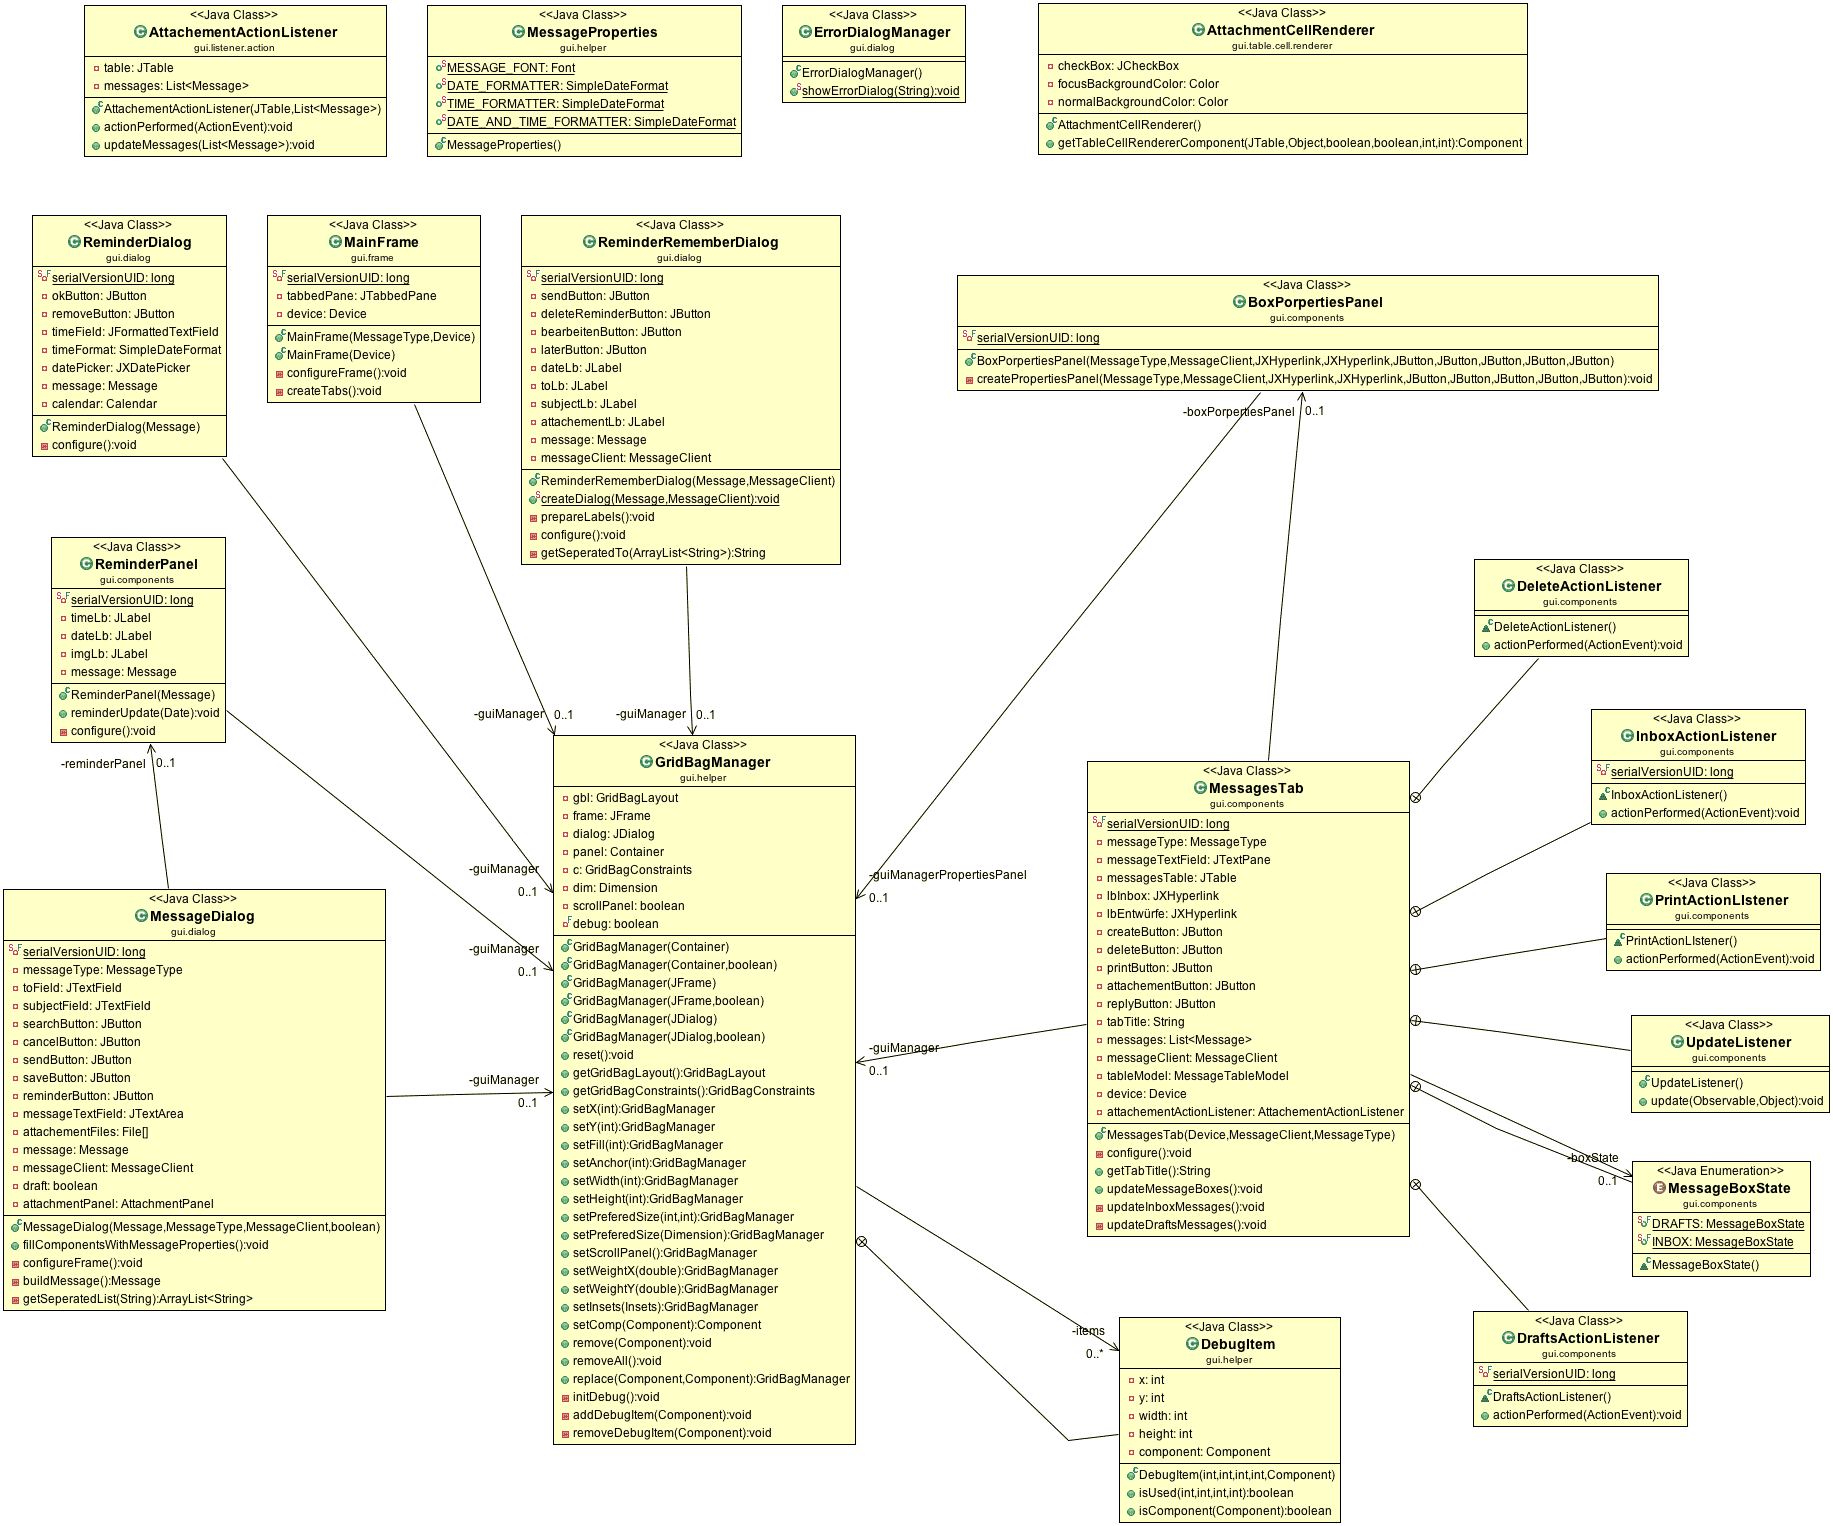 <<Java Class>>
AttachementActionListener
gui.listener.action
table: JTable
messages: List<Message>
AttachementActionListener(JTable,List<Message>)
actionPerformed(ActionEvent):void
updateMessages(List<Message>):void
<<Java Class>>
MessageProperties
gui.helper
MESSAGE_FONT: Font
DATE_FORMATTER: SimpleDateFormat
TIME_FORMATTER: SimpleDateFormat
DATE_AND_TIME_FORMATTER: SimpleDateFormat
MessageProperties()
<<Java Class>>
ErrorDialogManager
gui.dialog
ErrorDialogManager()
showErrorDialog(String):void
<<Java Class>>
AttachmentCellRenderer
gui.table.cell.renderer
checkBox: JCheckBox
focusBackgroundColor: Color
normalBackgroundColor: Color
AttachmentCellRenderer()
getTableCellRendererComponent(JTable,Object,boolean,boolean,int,int):Component
<<Java Class>>
ReminderDialog
gui.dialog
serialVersionUID: long
okButton: JButton
removeButton: JButton
timeField: JFormattedTextField
timeFormat: SimpleDateFormat
datePicker: JXDatePicker
message: Message
calendar: Calendar
ReminderDialog(Message)
configure():void
<<Java Class>>
MainFrame
gui.frame
serialVersionUID: long
tabbedPane: JTabbedPane
device: Device
MainFrame(MessageType,Device)
MainFrame(Device)
configureFrame():void
createTabs():void
<<Java Class>>
ReminderRememberDialog
gui.dialog
serialVersionUID: long
sendButton: JButton
deleteReminderButton: JButton
bearbeitenButton: JButton
laterButton: JButton
dateLb: JLabel
toLb: JLabel
subjectLb: JLabel
attachementLb: JLabel
message: Message
messageClient: MessageClient
ReminderRememberDialog(Message,MessageClient)
createDialog(Message,MessageClient):void
prepareLabels():void
configure():void
getSeperatedTo(ArrayList<String>):String
<<Java Class>>
BoxPorpertiesPanel
gui.components
serialVersionUID: long
BoxPorpertiesPanel(MessageType,MessageClient,JXHyperlink,JXHyperlink,JButton,JButton,JButton,JButton,JButton)
createPropertiesPanel(MessageType,MessageClient,JXHyperlink,JXHyperlink,JButton,JButton,JButton,JButton,JButton):void
-boxPorpertiesPanel
0..1
<<Java Class>>
ReminderPanel
gui.components
serialVersionUID: long
timeLb: JLabel
dateLb: JLabel
imgLb: JLabel
message: Message
ReminderPanel(Message)
reminderUpdate(Date):void
configure():void
-reminderPanel
0..1
<<Java Class>>
DeleteActionListener
gui.components
DeleteActionListener()
actionPerformed(ActionEvent):void
-guiManager
0..1
-guiManager
0..1
<<Java Class>>
InboxActionListener
gui.components
serialVersionUID: long
InboxActionListener()
actionPerformed(ActionEvent):void
<<Java Class>>
GridBagManager
gui.helper
gbl: GridBagLayout
frame: JFrame
dialog: JDialog
panel: Container
c: GridBagConstraints
dim: Dimension
scrollPanel: boolean
debug: boolean
GridBagManager(Container)
GridBagManager(Container,boolean)
GridBagManager(JFrame)
GridBagManager(JFrame,boolean)
GridBagManager(JDialog)
GridBagManager(JDialog,boolean)
reset():void
getGridBagLayout():GridBagLayout
getGridBagConstraints():GridBagConstraints
setX(int):GridBagManager
setY(int):GridBagManager
setFill(int):GridBagManager
setAnchor(int):GridBagManager
setWidth(int):GridBagManager
setHeight(int):GridBagManager
setPreferedSize(int,int):GridBagManager
setPreferedSize(Dimension):GridBagManager
setScrollPanel():GridBagManager
setWeightX(double):GridBagManager
setWeightY(double):GridBagManager
setInsets(Insets):GridBagManager
setComp(Component):Component
remove(Component):void
removeAll():void
replace(Component,Component):GridBagManager
initDebug():void
addDebugItem(Component):void
removeDebugItem(Component):void
-guiManager
0..1
-guiManager
0..1
-guiManager
0..1
-guiManagerPropertiesPanel
0..1
-guiManager
0..1
<<Java Class>>
MessagesTab
gui.components
serialVersionUID: long
messageType: MessageType
messageTextField: JTextPane
messagesTable: JTable
lbInbox: JXHyperlink
lbEntwürfe: JXHyperlink
createButton: JButton
deleteButton: JButton
printButton: JButton
attachementButton: JButton
replyButton: JButton
tabTitle: String
messages: List<Message>
messageClient: MessageClient
tableModel: MessageTableModel
device: Device
attachementActionListener: AttachementActionListener
MessagesTab(Device,MessageClient,MessageType)
configure():void
getTabTitle():String
updateMessageBoxes():void
updateInboxMessages():void
updateDraftsMessages():void
<<Java Class>>
PrintActionLIstener
gui.components
PrintActionLIstener()
actionPerformed(ActionEvent):void
<<Java Class>>
MessageDialog
gui.dialog
serialVersionUID: long
messageType: MessageType
toField: JTextField
subjectField: JTextField
searchButton: JButton
cancelButton: JButton
sendButton: JButton
saveButton: JButton
reminderButton: JButton
messageTextField: JTextArea
attachementFiles: File[]
message: Message
messageClient: MessageClient
draft: boolean
attachmentPanel: AttachmentPanel
MessageDialog(Message,MessageType,MessageClient,boolean)
fillComponentsWithMessageProperties():void
configureFrame():void
buildMessage():Message
getSeperatedList(String):ArrayList<String>
<<Java Class>>
UpdateListener
gui.components
UpdateListener()
update(Observable,Object):void
-boxState
0..1
<<Java Enumeration>>
MessageBoxState
gui.components
DRAFTS: MessageBoxState
INBOX: MessageBoxState
MessageBoxState()
-items
0..*
<<Java Class>>
DebugItem
gui.helper
x: int
y: int
width: int
height: int
component: Component
DebugItem(int,int,int,int,Component)
isUsed(int,int,int,int):boolean
isComponent(Component):boolean
<<Java Class>>
DraftsActionListener
gui.components
serialVersionUID: long
DraftsActionListener()
actionPerformed(ActionEvent):void